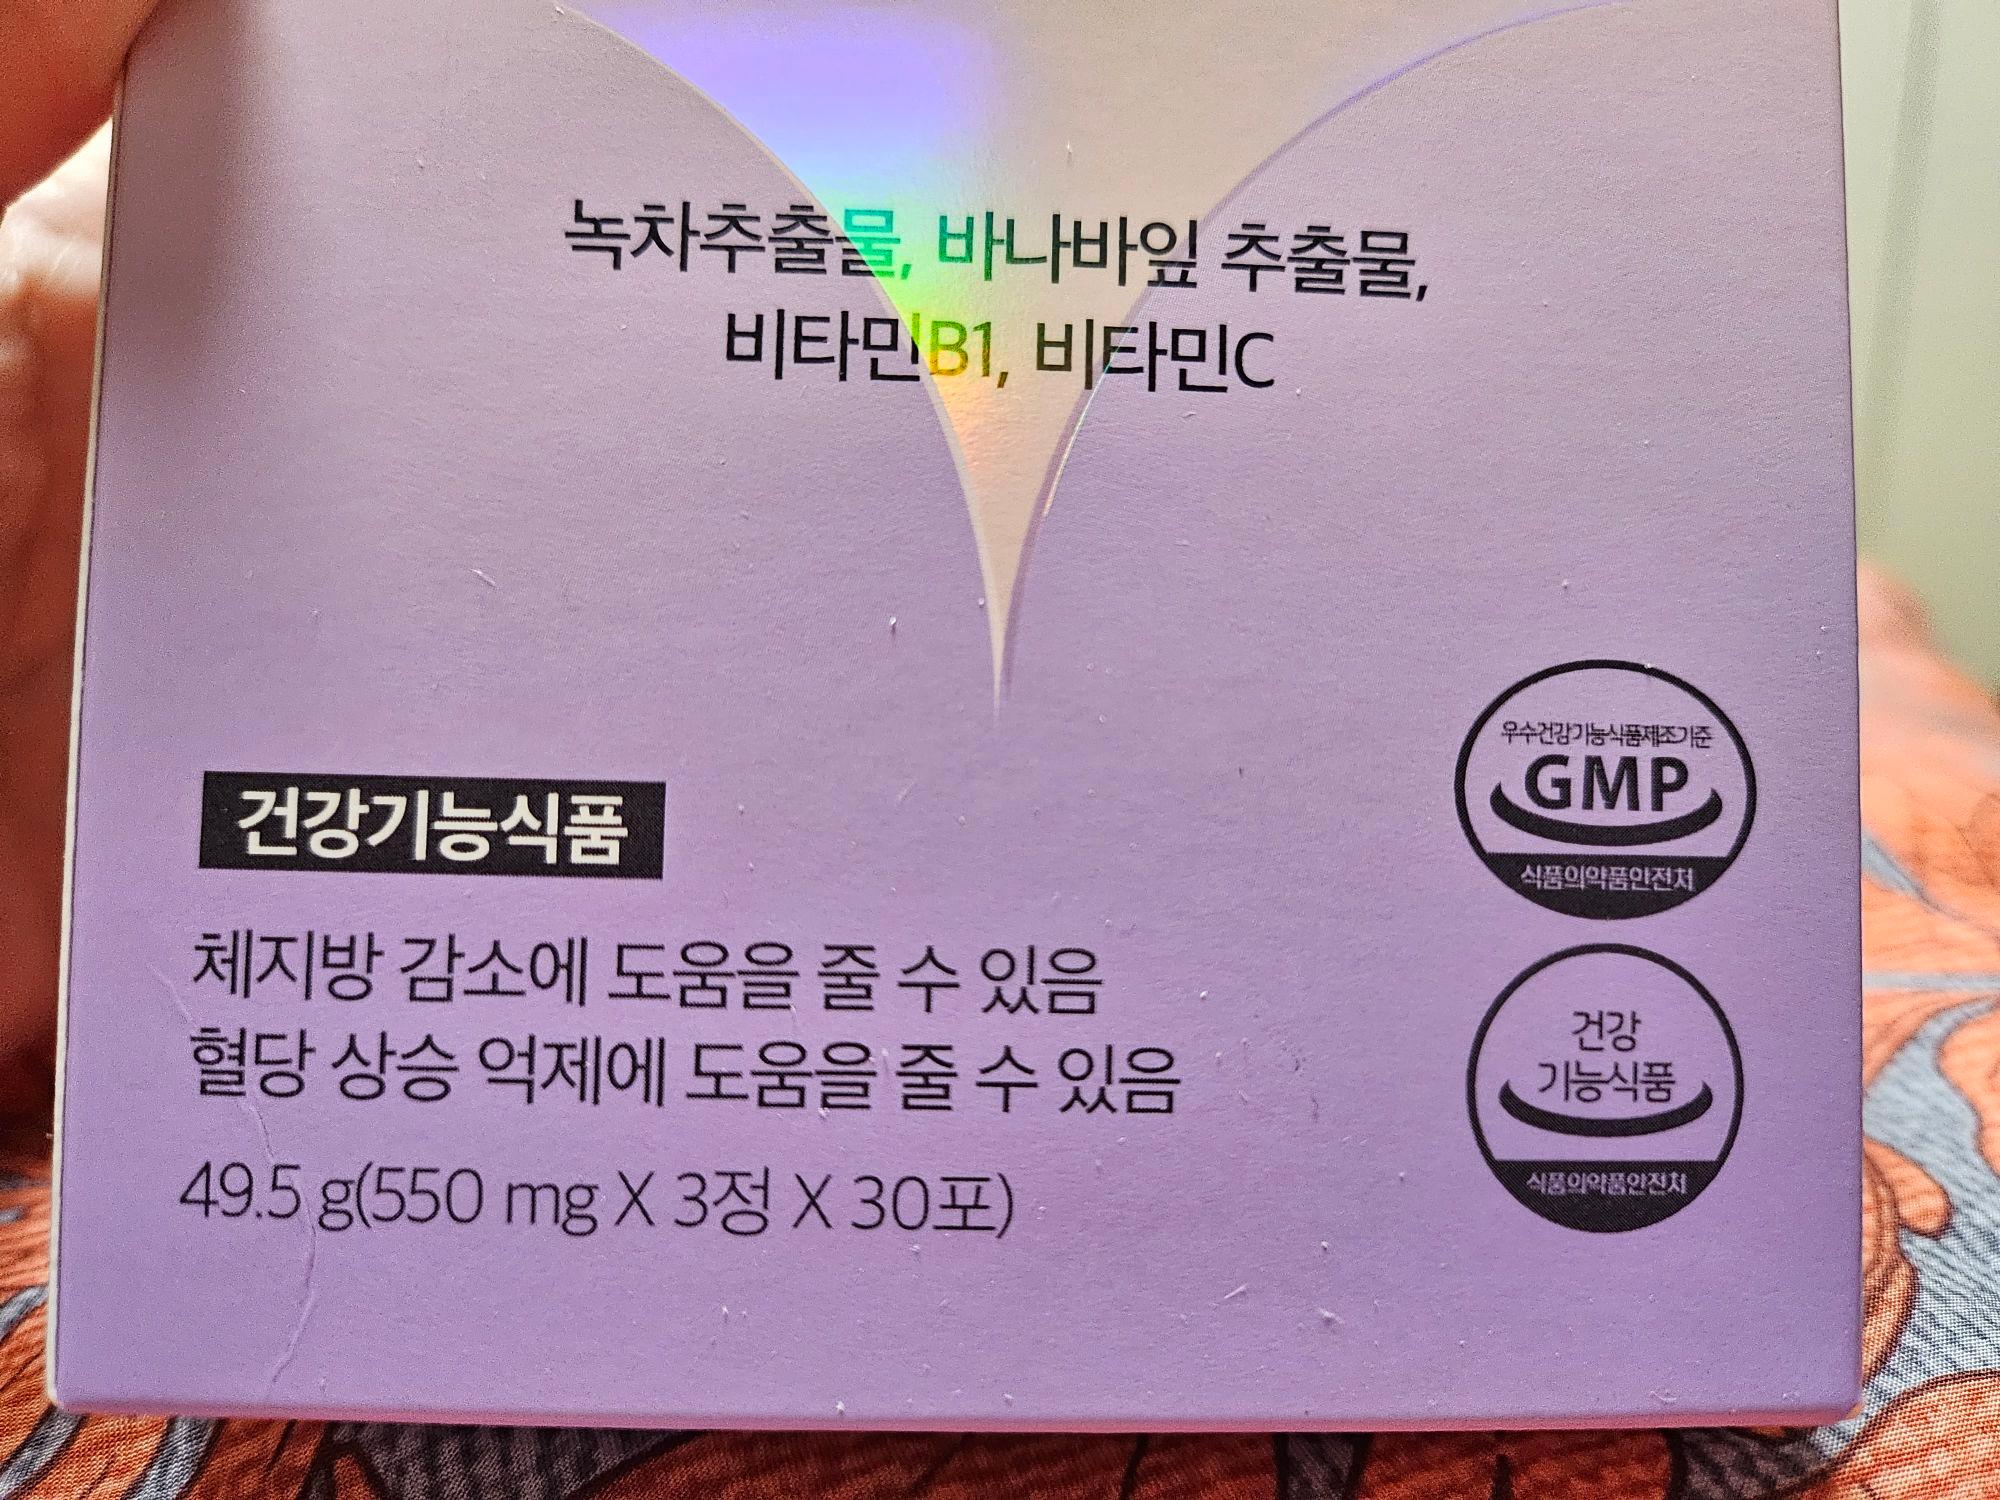 녹차추출물, 바나바잎 추출물,
비타민B1, 비타민C
우수건강기능식품제조기준
GMP
식품의약품안전처
건강기능식품
체지방 감소에 도움을 줄 수 있음
혈당 상승 억제에 도움을 줄 수 있음
49.5 g(550 mg X 3정 X 30포)
건강
기능식품
식품의약품안전처